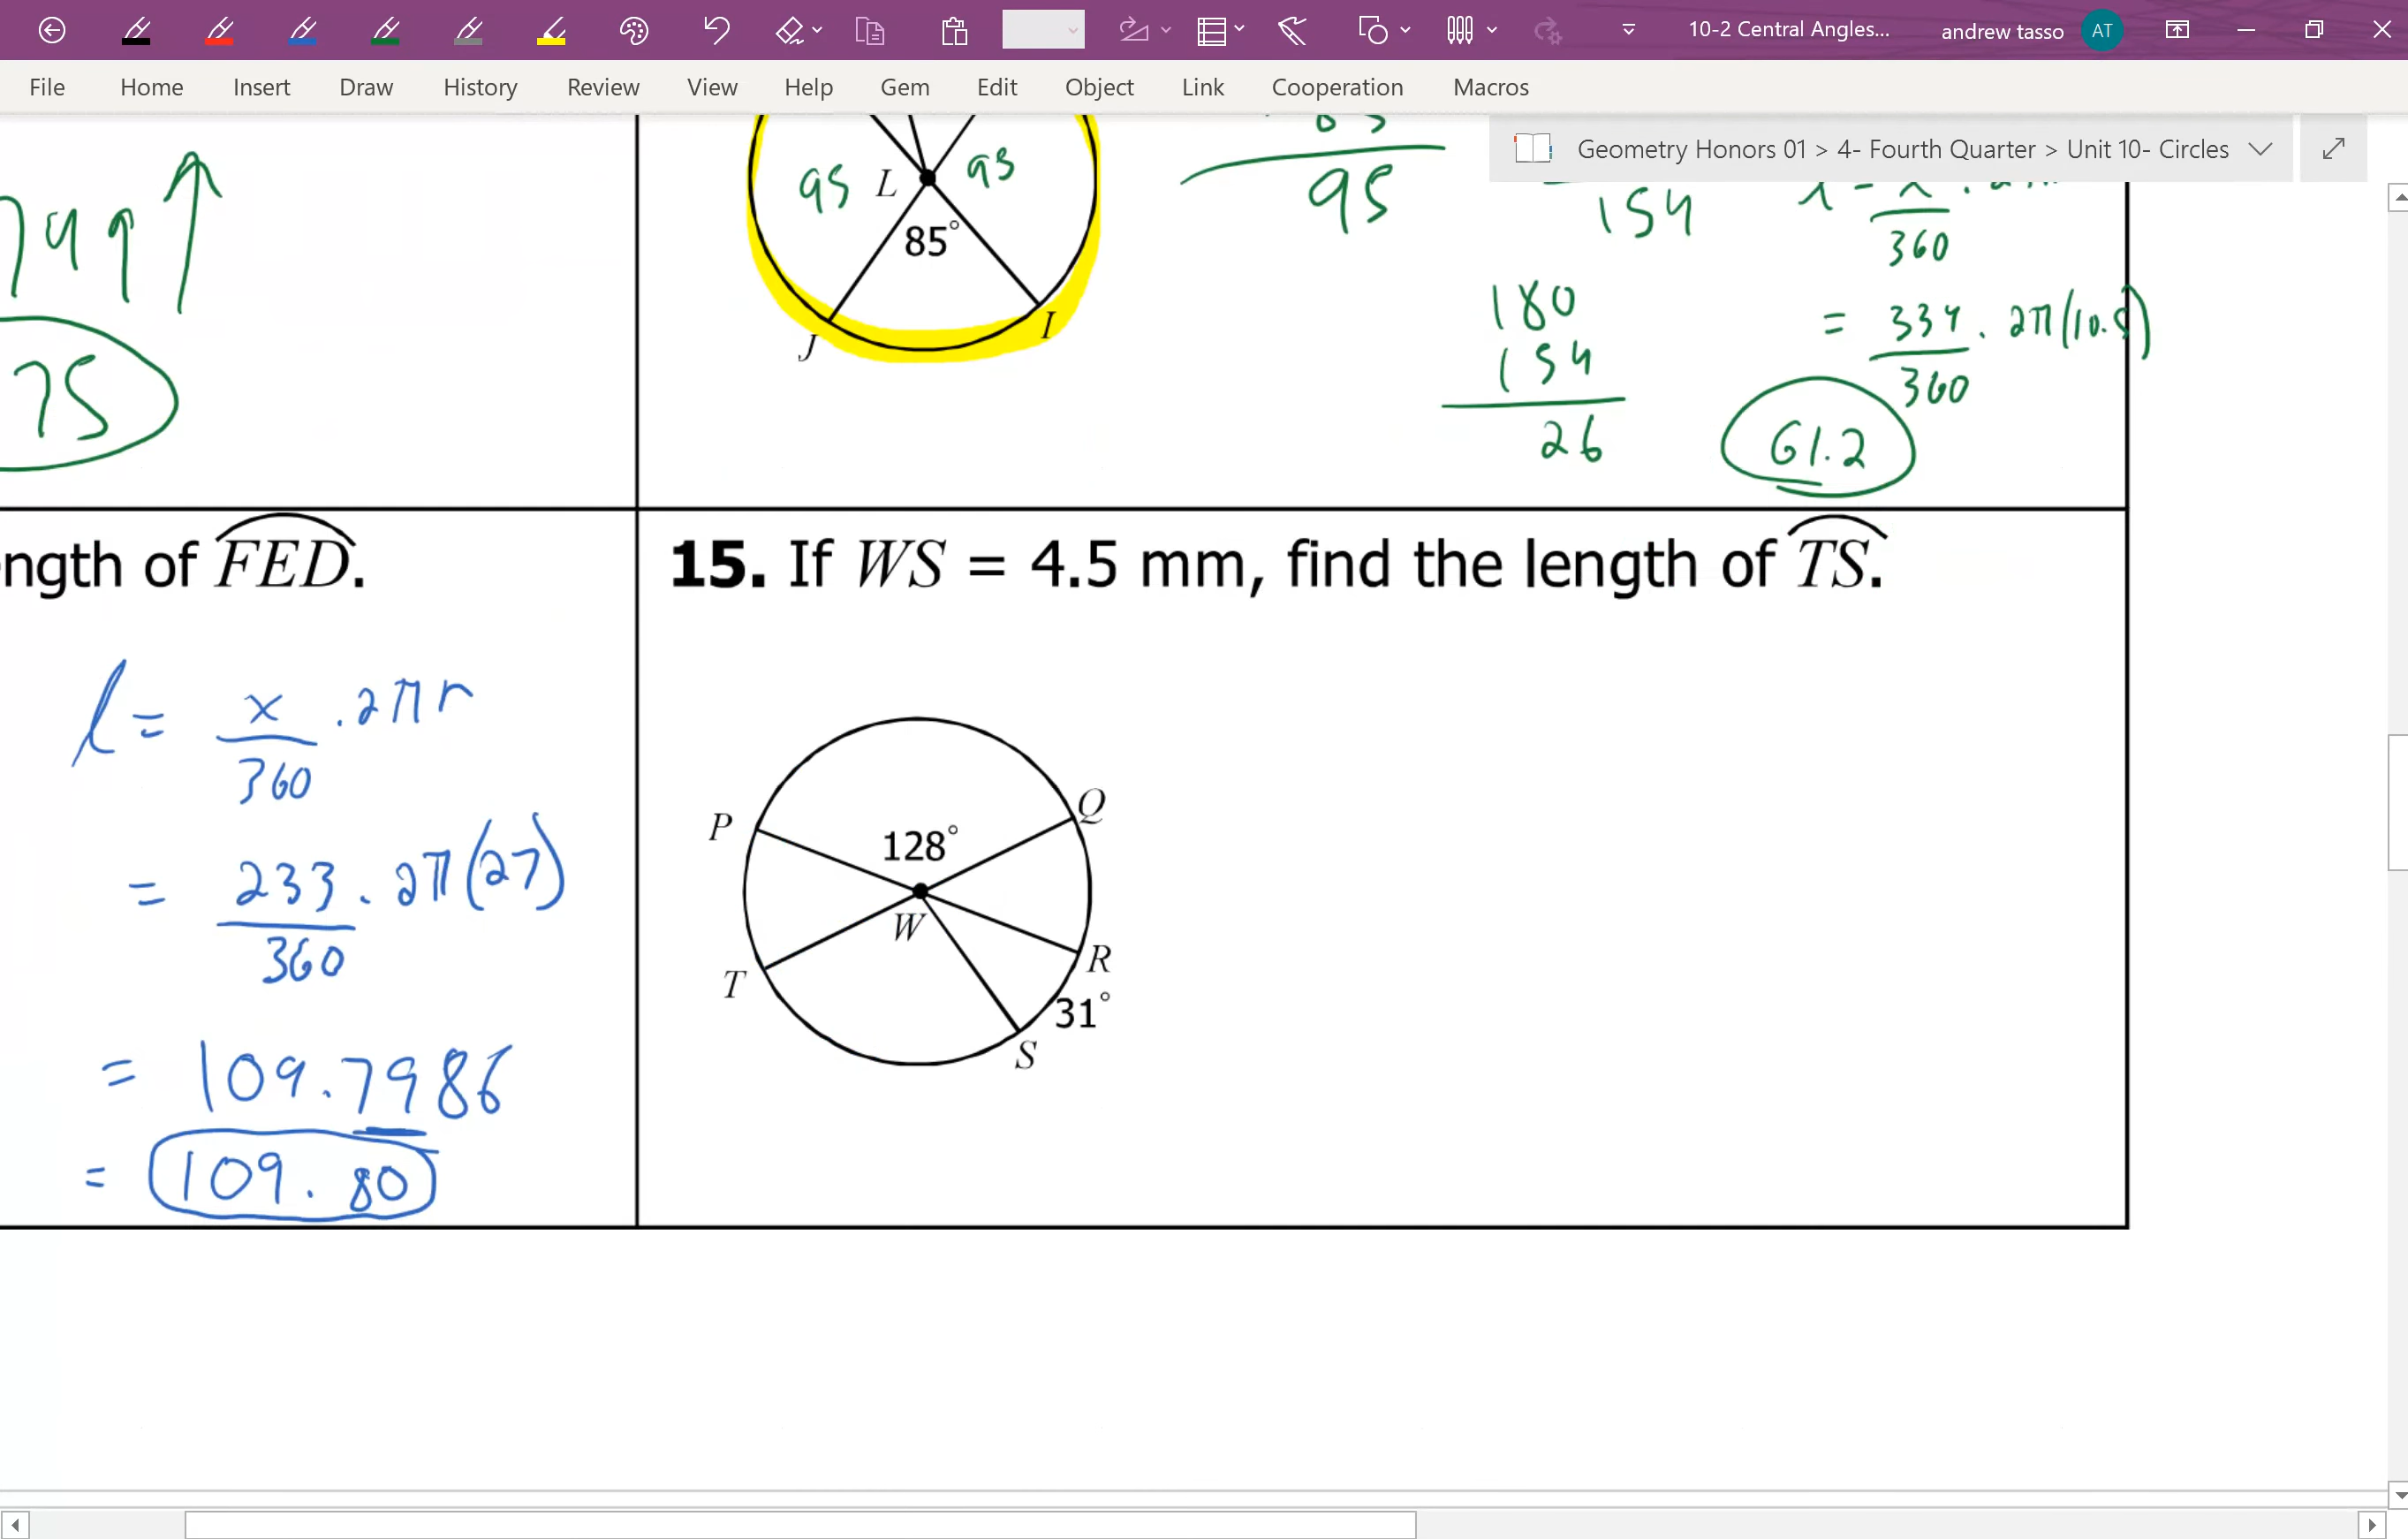 10-2 Central Angles...
andrew tasso
AT
File Home Insert Draw History Review View Help Gem Edit Object Link Cooperation Macros
Geometry Honors 01 > 4- Fourth Quarter > Unit 10- Circles
95 L 95
85°
J
I
95
154
360
180
154
26
= 334/360 · 2π(10.5)
61.2
75
ngth of FED.
l = x/360 · 2πr
= 233/360 · 2π(27)
= 109.7986
= 109.80
15. If WS = 4.5 mm, find the length of TS.
P
128°
Q
W
T
R
31°
S